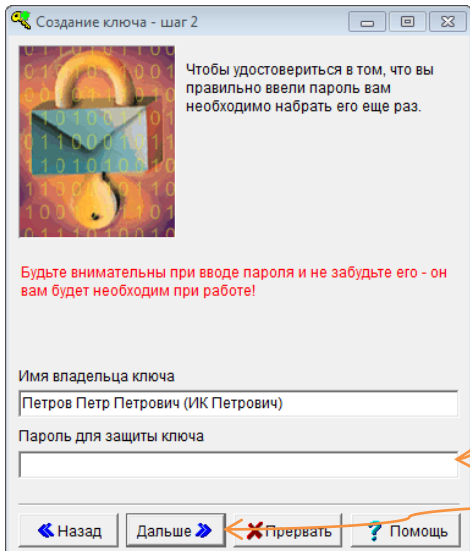 Создание ключа - шаг 2
Чтобы удостовериться в том, что вы
правильно ввели пароль вам
необходимо набрать его еще раз.
Будьте внимательны при вводе пароля и не забудьте его - он
вам будет необходим при работе!
Имя владельца ключа
Петров Петр Петрович (ИК Петрович)
Пароль для защиты ключа
Назад Дальше Прервать Помощь